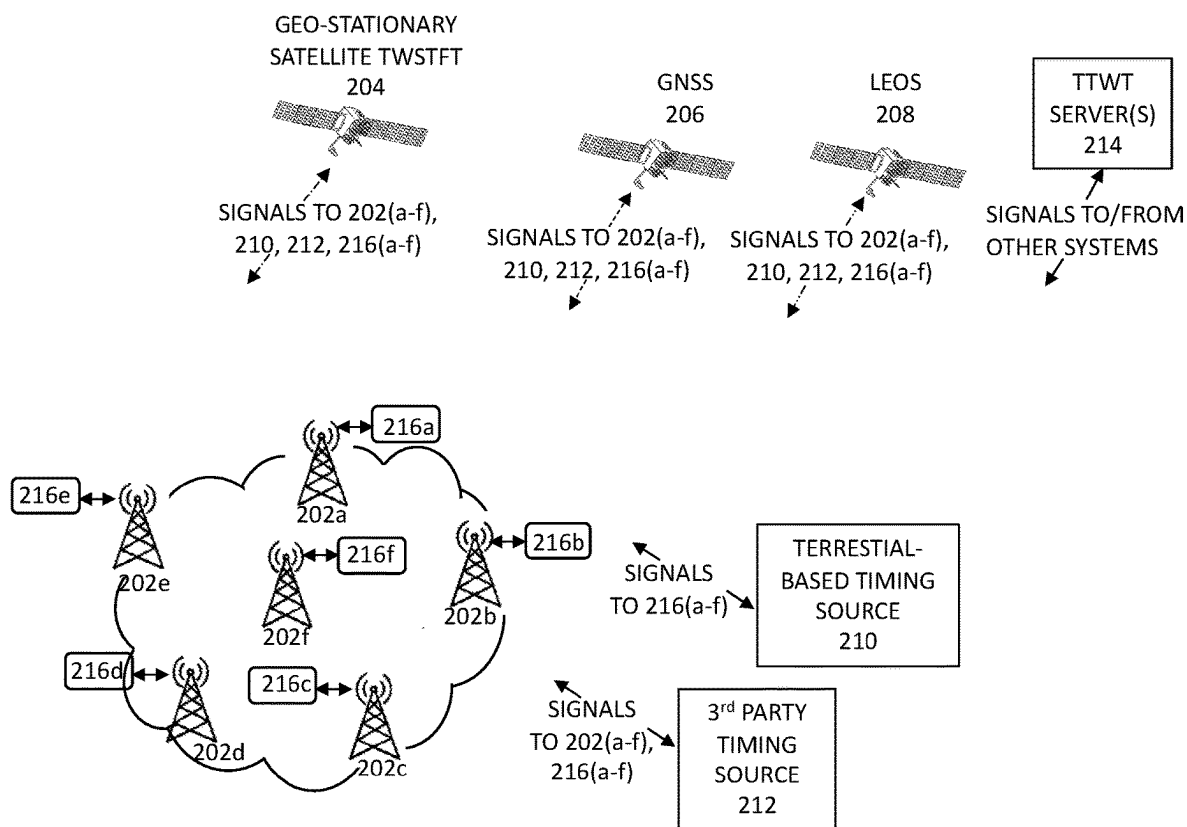 GEO-STATIONARY
SATELLITE TWSTFT
204
GNSS
206
LEOS
208
TTWT
SERVER(S)
214
SIGNALS TO 202(a-f),
210, 212, 216(a-f)
SIGNALS TO 202(a-f),
210, 212, 216(a-f)
SIGNALS TO 202(a-f),
210, 212, 216(a-f)
SIGNALS TO/FROM
OTHER SYSTEMS
216a
202a
216e
202e
216f
202f
216b
202b
216d
202d
216c
202c
SIGNALS
TO 216(a-f)
TERRESTIAL-
BASED TIMING
SOURCE
210
SIGNALS
TO 202(a-f),
216(a-f)
3rd PARTY
TIMING
SOURCE
212